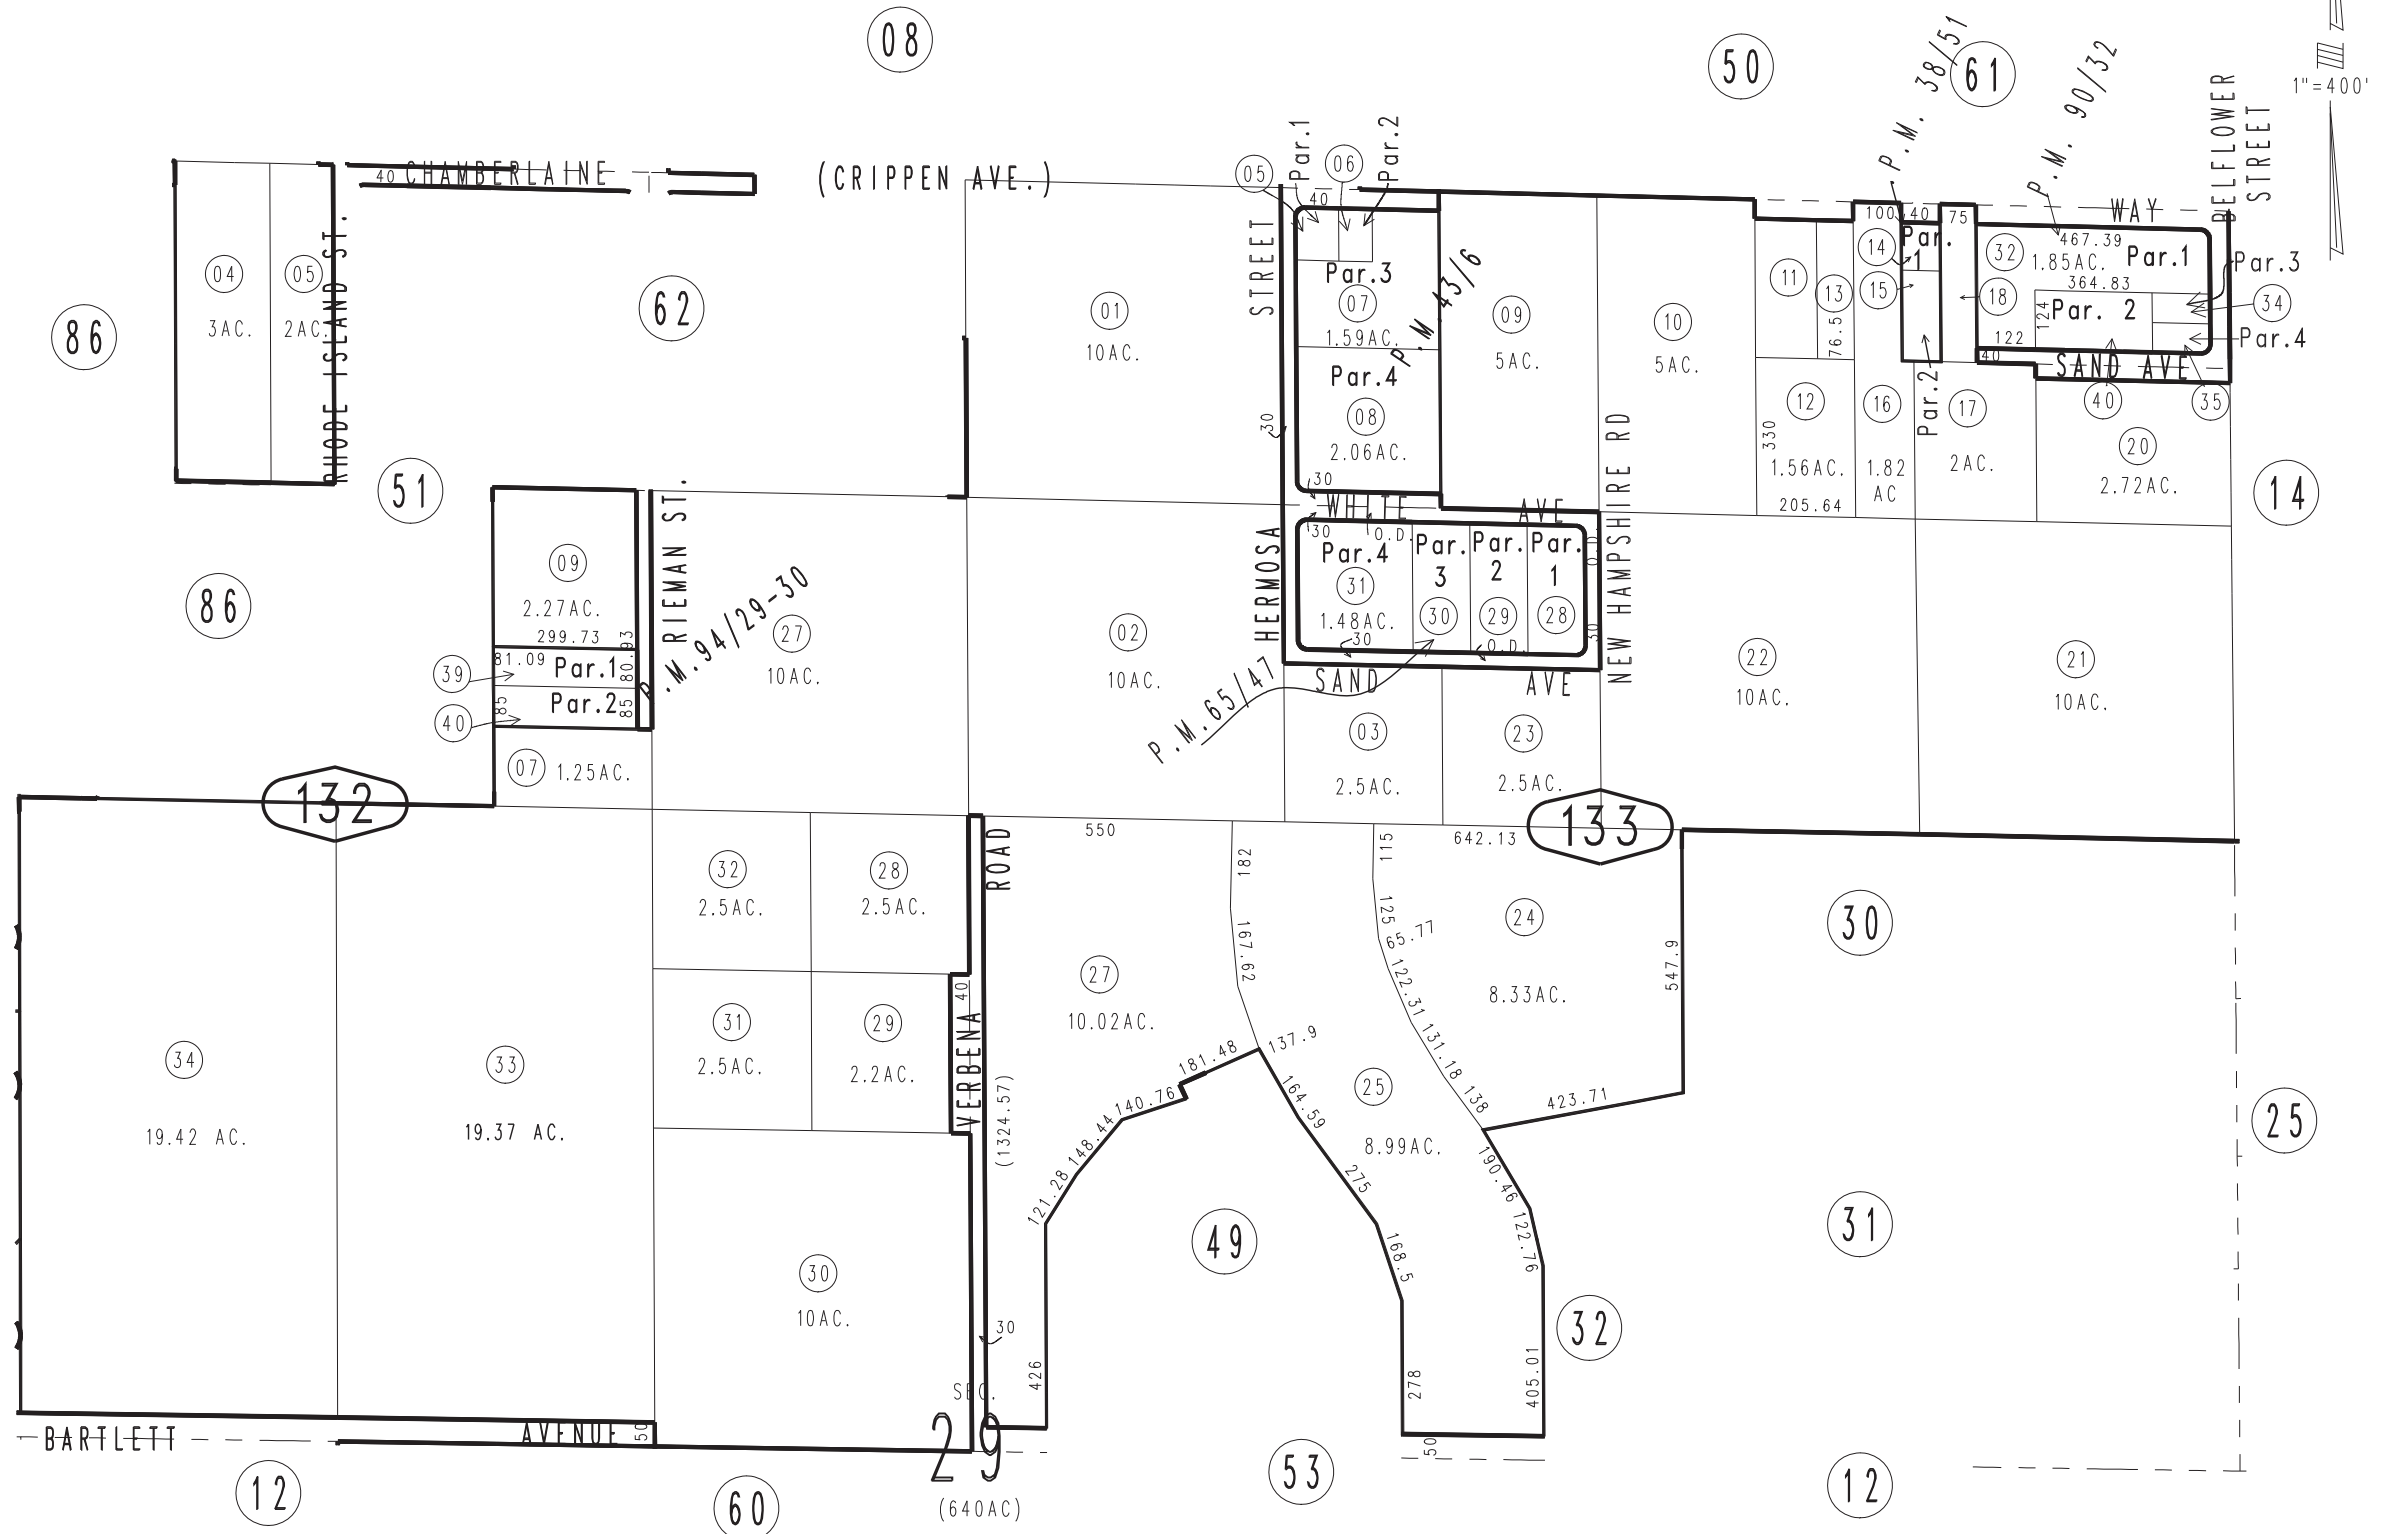 08
50
61
P.M. 38/51
P.M. 90/32
BELFLOWER
STREET
1"=400'
CHAMBERLAINE
40
(CRIPPEN AVE.)
05
Par.1
06
Par.2
40
100
40
75
WAY
04
3AC.
05
2AC.
RHODE ISLAND ST.
86
62
01
10AC.
STREET
Par.3
07
1.59AC.
P.M.43/6
Par.4
08
2.06AC.
30
30
09
5AC.
10
5AC.
11
13
76.5
14
Par.
1
15
18
32
467.39
1.85AC.
Par.1
364.83
Par. 2
124
122
Par.3
34
Par.4
40
SAND AVE
12
330
1.56AC.
205.64
16
1.82
AC
Par.2
17
2AC.
40
35
20
2.72AC.
14
51
WHITE
AVE
30
O.D.
NEW HAMPSHIRE RD
HERMOSA
Par.4
31
1.48AC.
Par.
3
30
Par.
2
29
Par.
1
28
30
30
O.D.
SAND
AVE
P.M.65/47
86
09
2.27AC.
299.73
81.09
Par.1
80.93
39
Par.2
85
85
40
RIEMAN ST.
P.M.94/29-30
27
10AC.
02
10AC.
22
10AC.
21
10AC.
03
2.5AC.
23
2.5AC.
07
1.25AC.
132
133
550
642.13
32
2.5AC.
28
2.5AC.
ROAD
182
197.62
115
125
65.77
122.31
131.18
138
24
8.33AC.
547.9
423.71
30
31
2.5AC.
29
2.2AC.
40
VERBENA
(1324.57)
27
10.02AC.
181.48
137.9
140.76
148.44
121.28
164.59
275
168.5
25
8.99AC.
190.46
122.76
34
19.42 AC.
33
19.37 AC.
25
30
10AC.
49
31
32
30
426
278
405.01
SEC.
29
(640AC)
BARTLETT
AVENUE
50
50
12
60
53
12